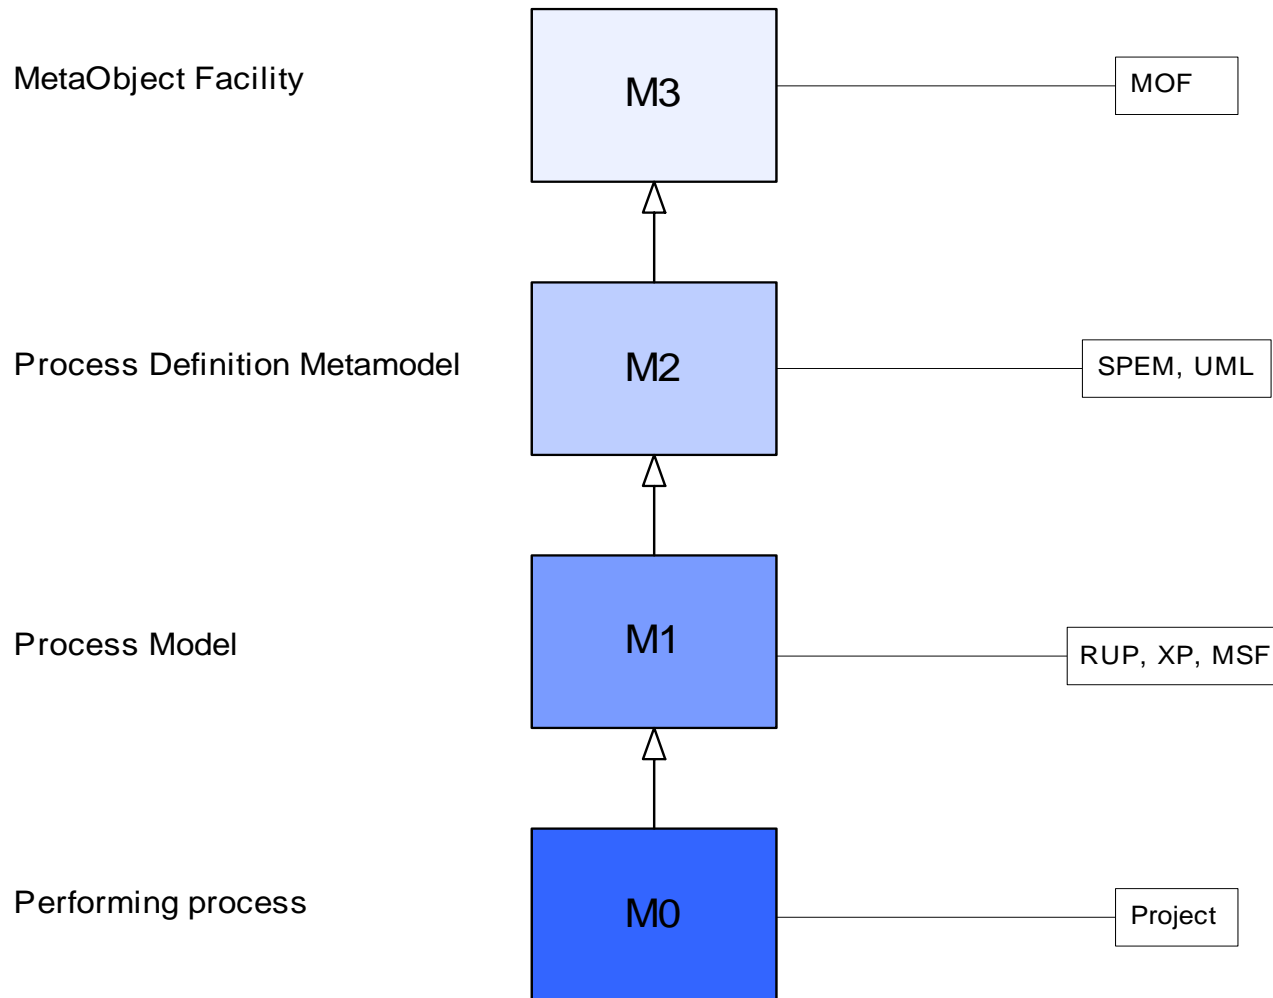 MetaObject Facility
M3
MOF
Process Definition Metamodel
M2
SPEM, UML
Process Model
M1
RUP, XP, MSF
Performing process
M0
Project